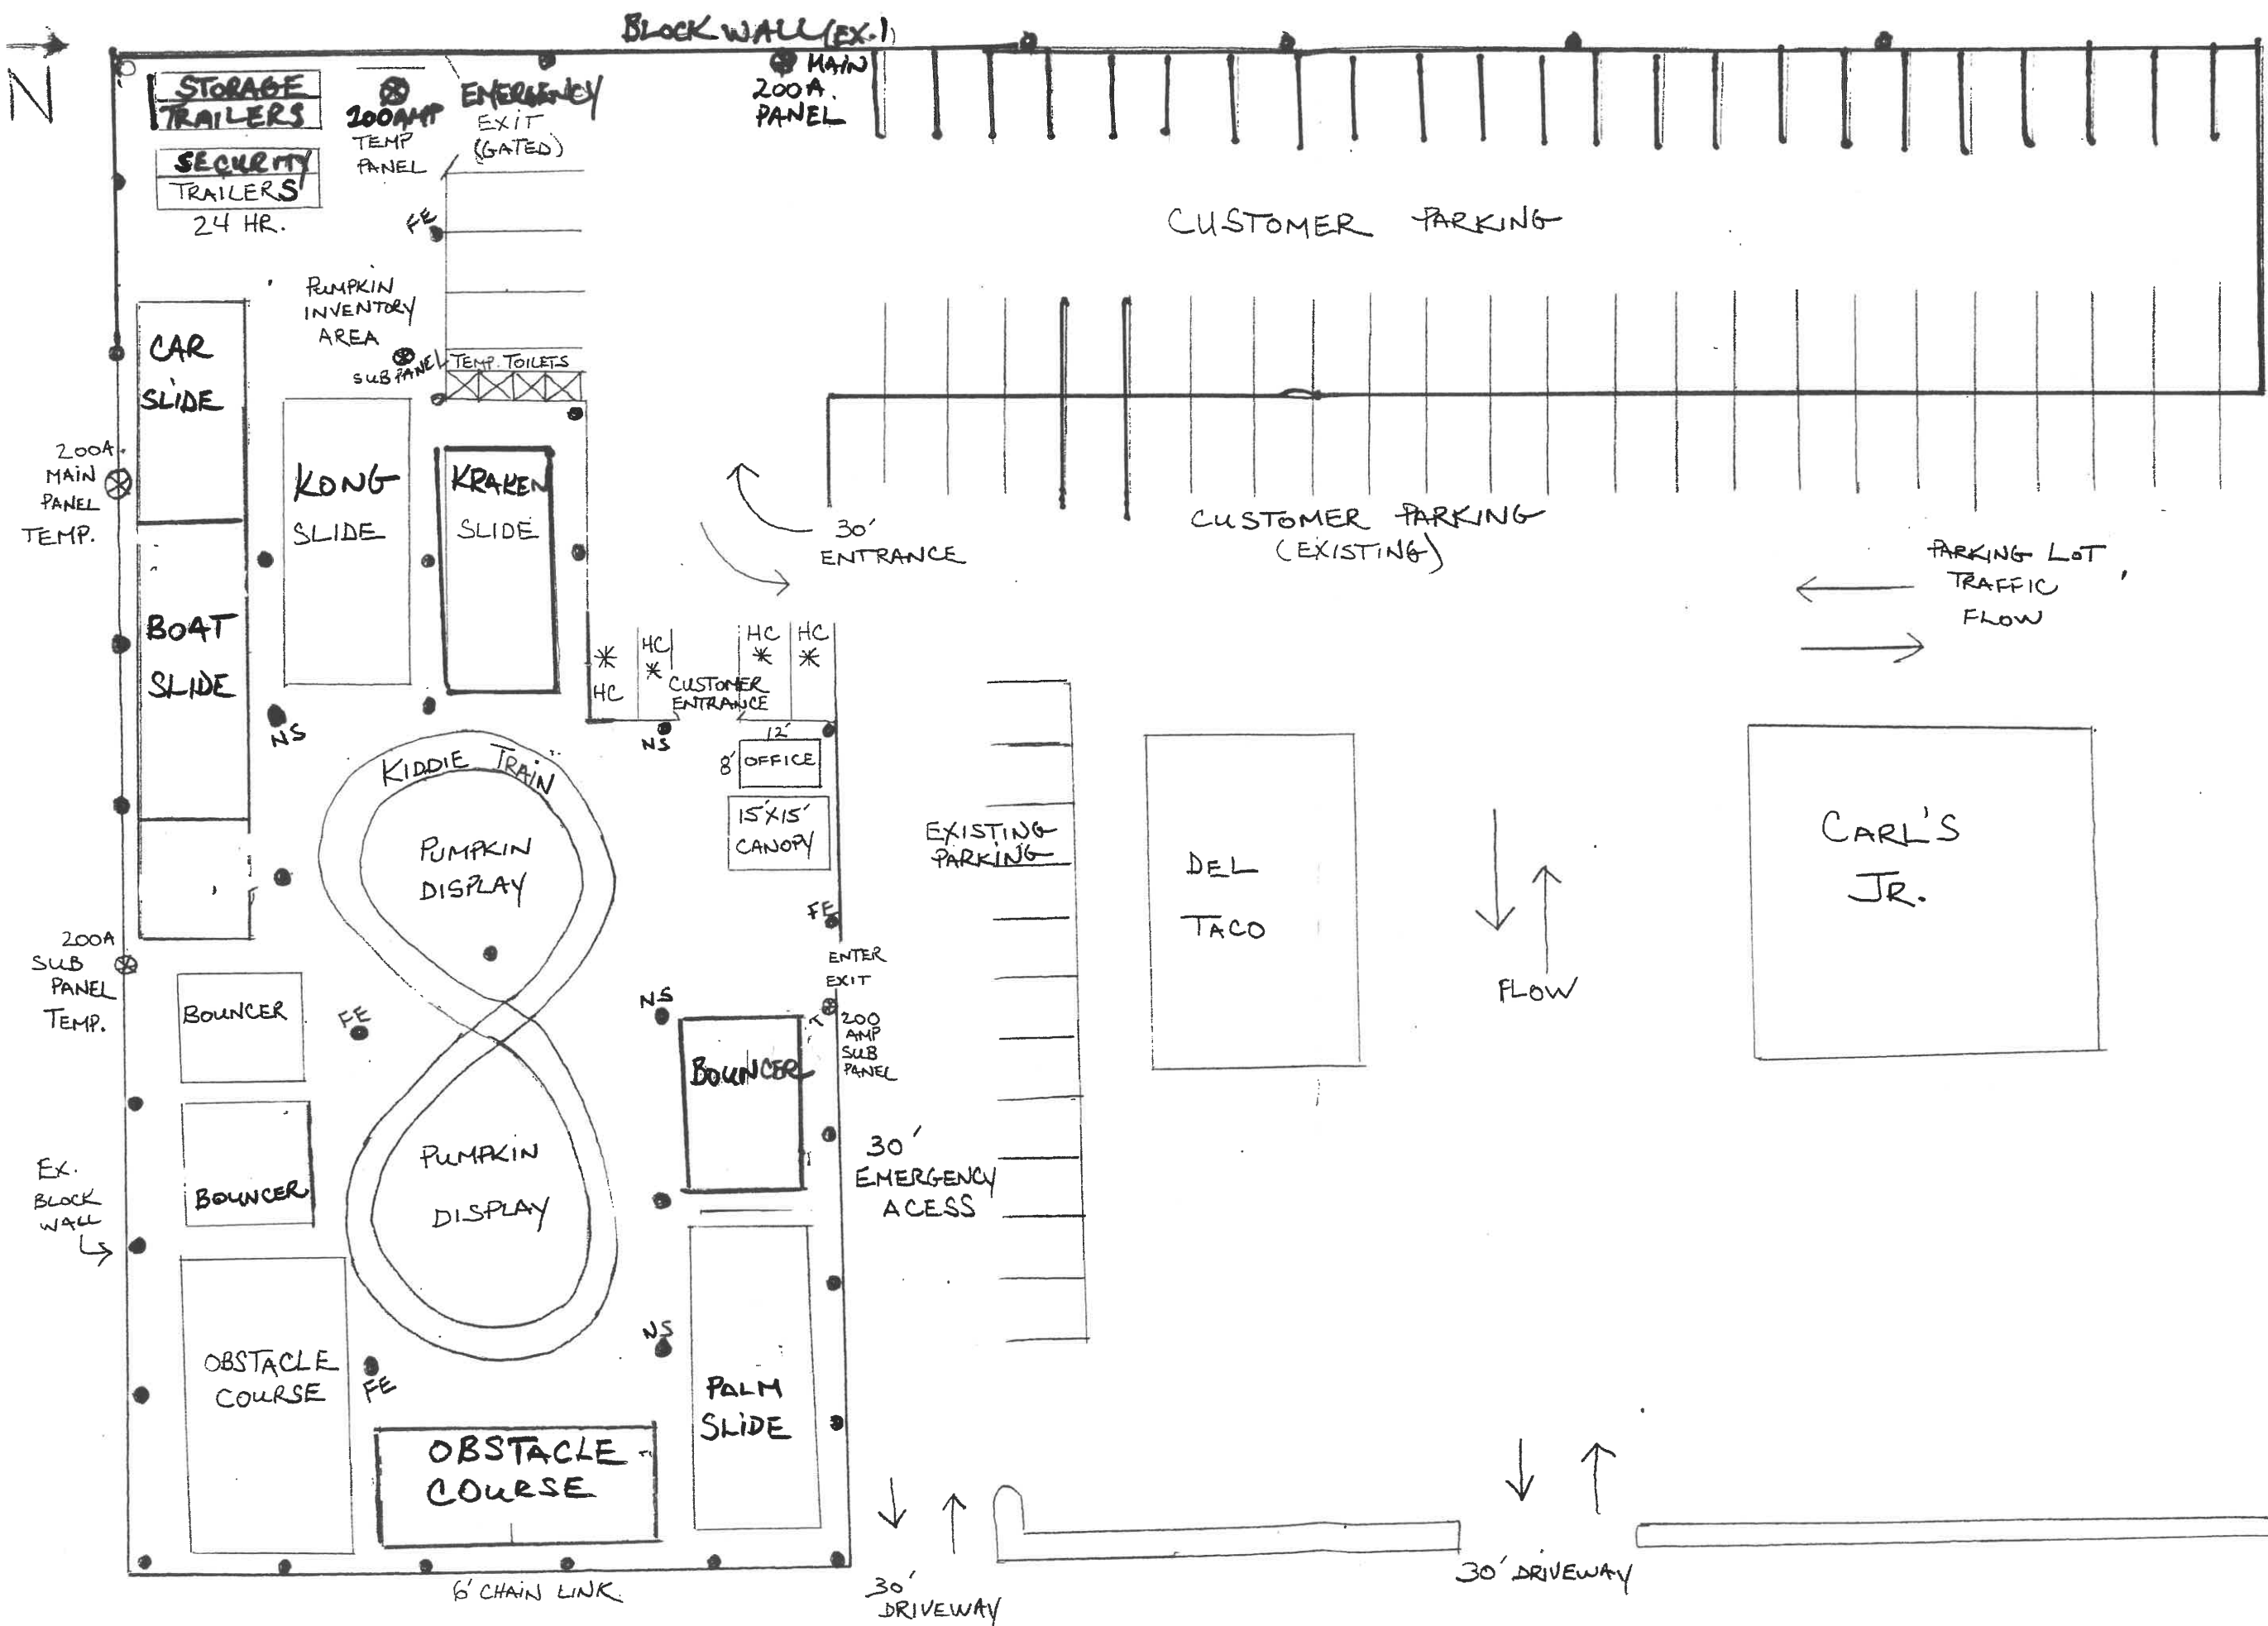 BLOCK WALL (EX.)
N
STORAGE
TRAILERS
200 AMP
TEMP
PANEL
EMERGENCY
EXIT
(GATED)
MAIN
200A.
PANEL
SECURITY
TRAILERS
24 HR.
FE
CUSTOMER PARKING
PUMPKIN
INVENTORY
AREA
SUB PANEL
TEMP. TOILETS
CAR
SLIDE
200A
MAIN
PANEL
TEMP.
KONG
SLIDE
KRAKEN
SLIDE
30'
ENTRANCE
CUSTOMER PARKING
(EXISTING)
PARKING LOT
TRAFFIC
FLOW
BOAT
SLIDE
HC
HC
HC
HC
CUSTOMER
ENTRANCE
NS
NS
12'
8'
OFFICE
KIDDIE TRAIN
15'X15'
CANOPY
PUMPKIN
DISPLAY
EXISTING
PARKING
DEL
TACO
CARL'S
JR.
FLOW
FE
ENTER
EXIT
200A
SUB
PANEL
TEMP.
BOUNCER
FE
NS
200
AMP
SUB
PANEL
BOUNCER
BOUNCER
PUMPKIN
DISPLAY
30'
EMERGENCY
ACESS
EX.
BLOCK
WALL
OBSTACLE
COURSE
FE
NS
PALM
SLIDE
OBSTACLE
COURSE
6' CHAIN LINK
30'
DRIVEWAY
30' DRIVEWAY